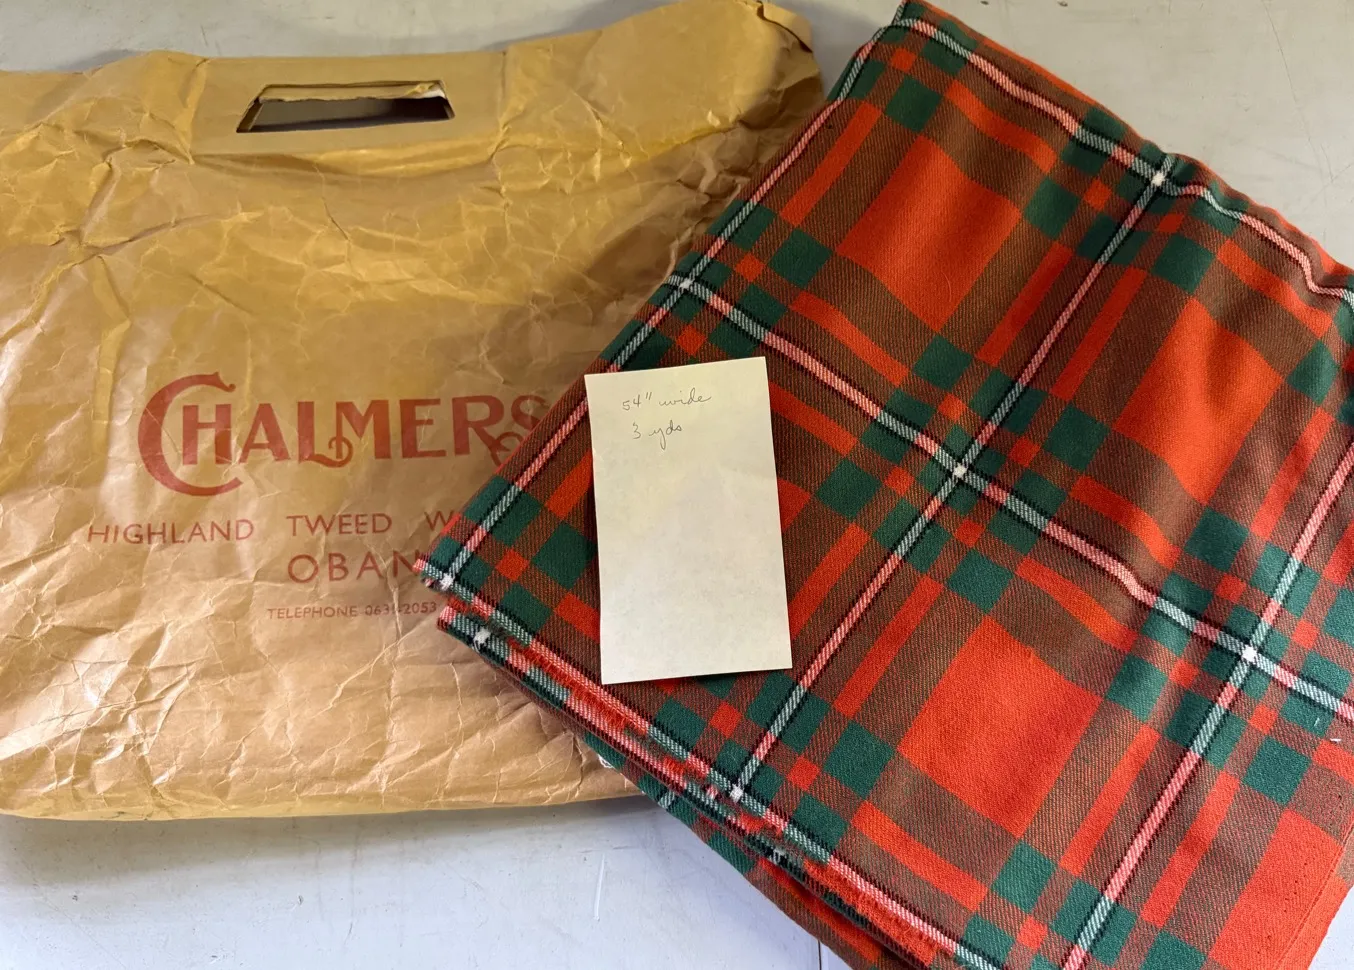 CHALMERS
HIGHLAND TWEED W
OBAN
TELEPHONE 0631-2053
54" wide
3 yds